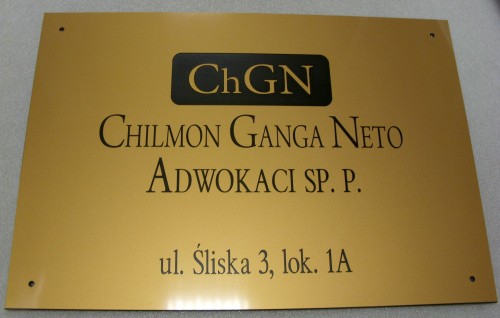 ChGN
Chilmon Ganga Neto
Adwokaci sp. p.
ul. Śliska 3, lok. 1A